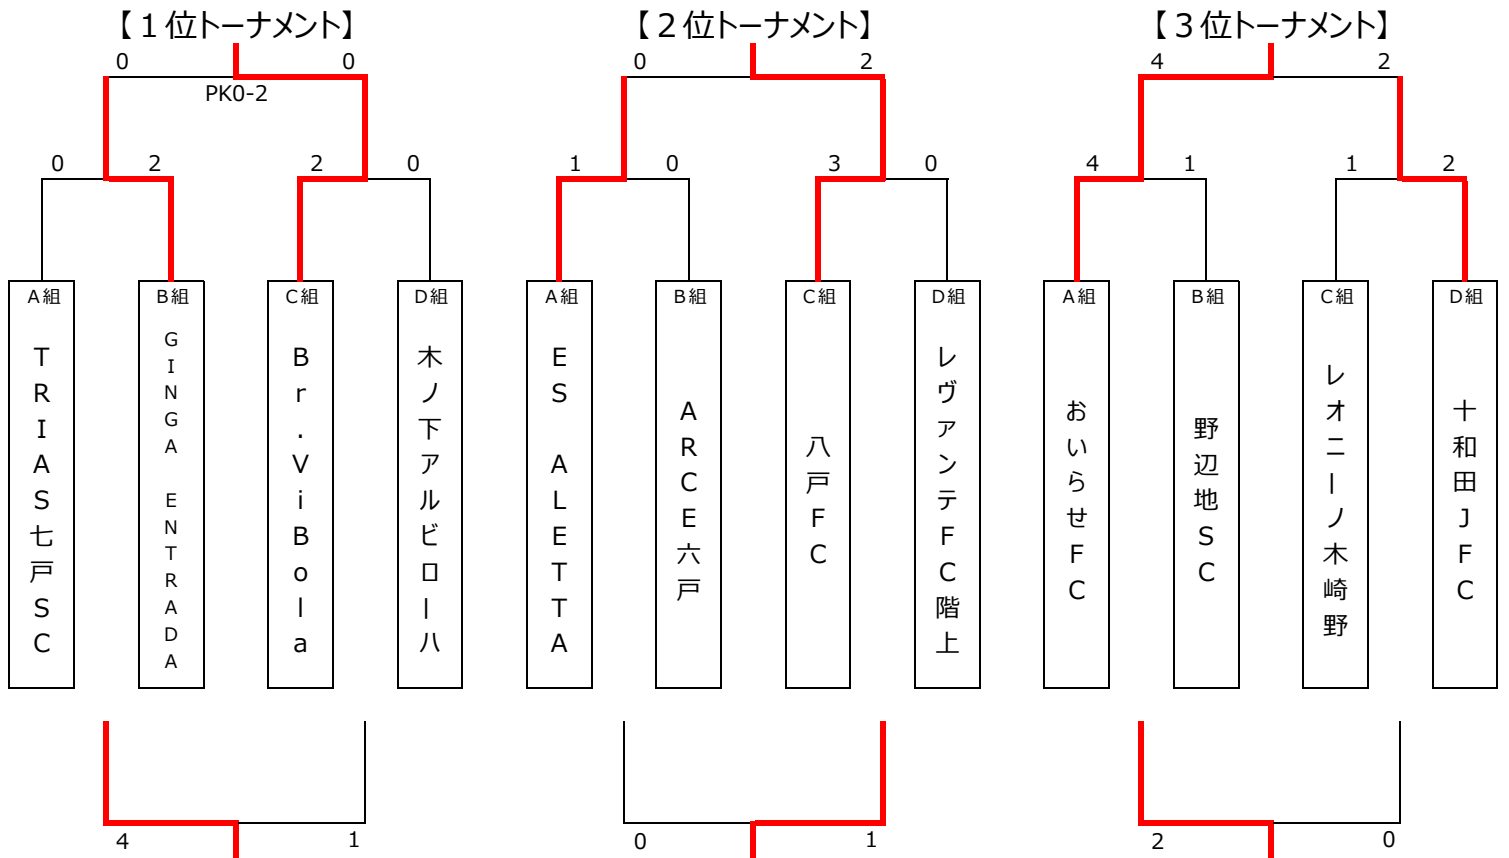 【１位トーナメント】
【２位トーナメント】
【３位トーナメント】
0 0
PK0-2
0 2
4 2
0 2 2 0
1 0 3 0
4 1 1 2
A組
TRIAS七戸SC
B組
GINGA ENTRADA
C組
Br.ViBola
D組
木ノ下アルビローハ
A組
ES ALETTA
B組
ARCE六戸
C組
八戸FC
D組
レヴァンテFC階上
A組
おいらせFC
B組
野辺地SC
C組
レオニーノ木崎野
D組
十和田JFC
4 1
0 1
2 0